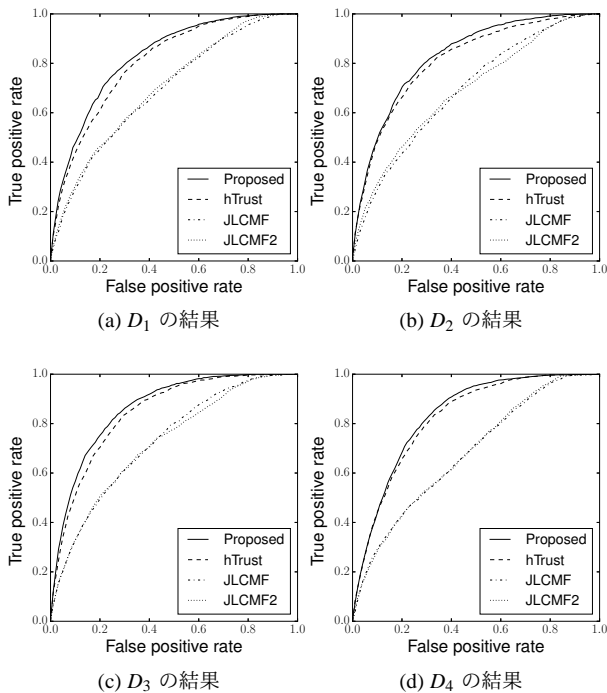 1.0
0.8
0.6
0.4
0.2
0.0
0.0 0.2 0.4 0.6 0.8 1.0
True positive rate
False positive rate
Proposed
hTrust
JLCMF
JLCMF2
(a) D1 の結果
1.0
0.8
0.6
0.4
0.2
0.0
0.0 0.2 0.4 0.6 0.8 1.0
True positive rate
False positive rate
Proposed
hTrust
JLCMF
JLCMF2
(b) D2 の結果
1.0
0.8
0.6
0.4
0.2
0.0
0.0 0.2 0.4 0.6 0.8 1.0
True positive rate
False positive rate
Proposed
hTrust
JLCMF
JLCMF2
(c) D3 の結果
1.0
0.8
0.6
0.4
0.2
0.0
0.0 0.2 0.4 0.6 0.8 1.0
True positive rate
False positive rate
Proposed
hTrust
JLCMF
JLCMF2
(d) D4 の結果